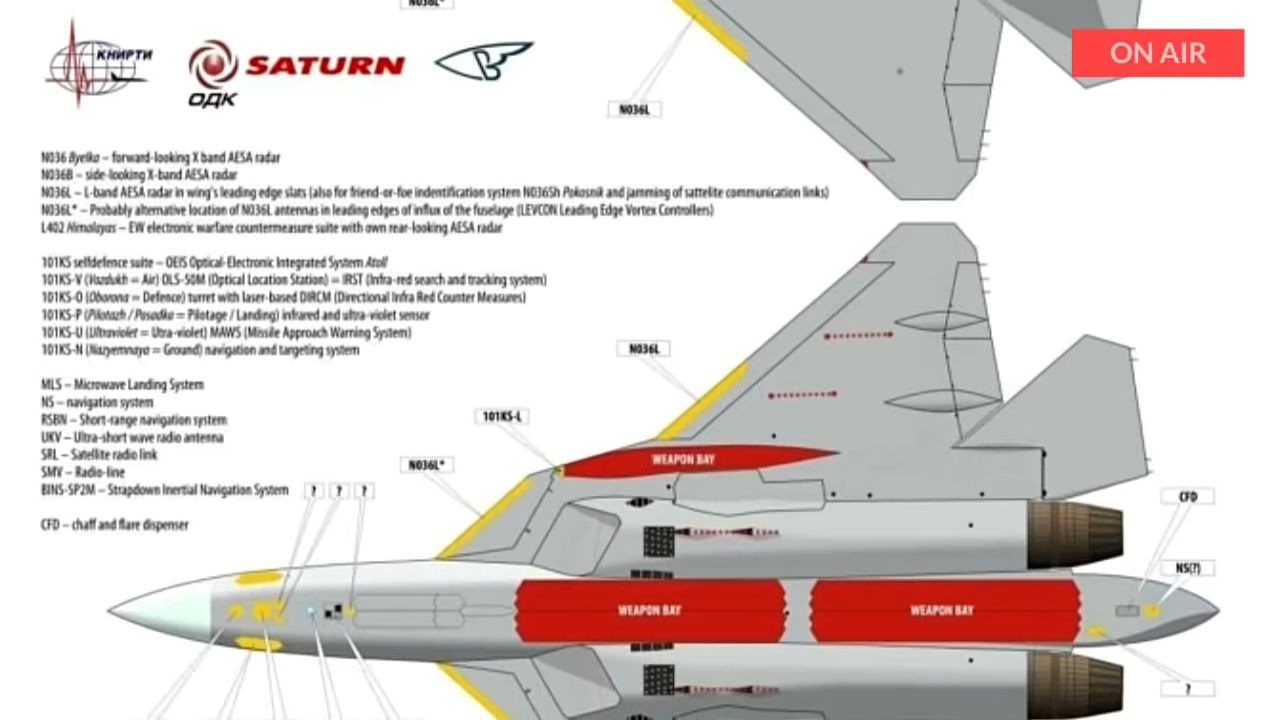 N036L*
ON AIR
КНИРТИ
SATURN
ОДК
N036L
N036 Byelka – forward-looking X band AESA radar
N036B – side-looking X-band AESA radar
N036L – L-band AESA radar in wing's leading edge slats (also for friend-or-foe indentification system N036Sh Pokosnik and jamming of sattelite communication links)
N036L* – Probably alternative location of N036L antennas in leading edges of influx of the fuselage (LEVCON Leading Edge Vortex Controllers)
L402 Himalayas – EW electronic warfare countermeasure suite with own rear-looking AESA radar
101KS selfdefence suite – OEIS Optical-Electronic Integrated System Atoll
101KS-V (Vozdukh = Air) OLS-50M (Optical Location Station) = IRST (Infra-red search and tracking system)
101KS-O (Oborona = Defence) turret with laser-based DIRCM (Directional Infra Red Counter Measures)
101KS-P (Pilotazh / Posadka = Pilotage / Landing) infrared and ultra-violet sensor
101KS-U (Ultraviolet = Utra-violet) MAWS (Missile Approach Warning System)
101KS-N (Nazyemnaya = Ground) navigation and targeting system
N036L
MLS – Microwave Landing System
NS – navigation system
RSBN – Short-range navigation system
UKV – Ultra-short wave radio antenna
SRL – Satellite radio link
SMV – Radio-line
BINS-SP2M – Strapdown Inertial Navigation System
? ? ?
CFD – chaff and flare dispenser
101KS-L
N036L*
WEAPON BAY
CFD
NS(?)
WEAPON BAY
WEAPON BAY
?